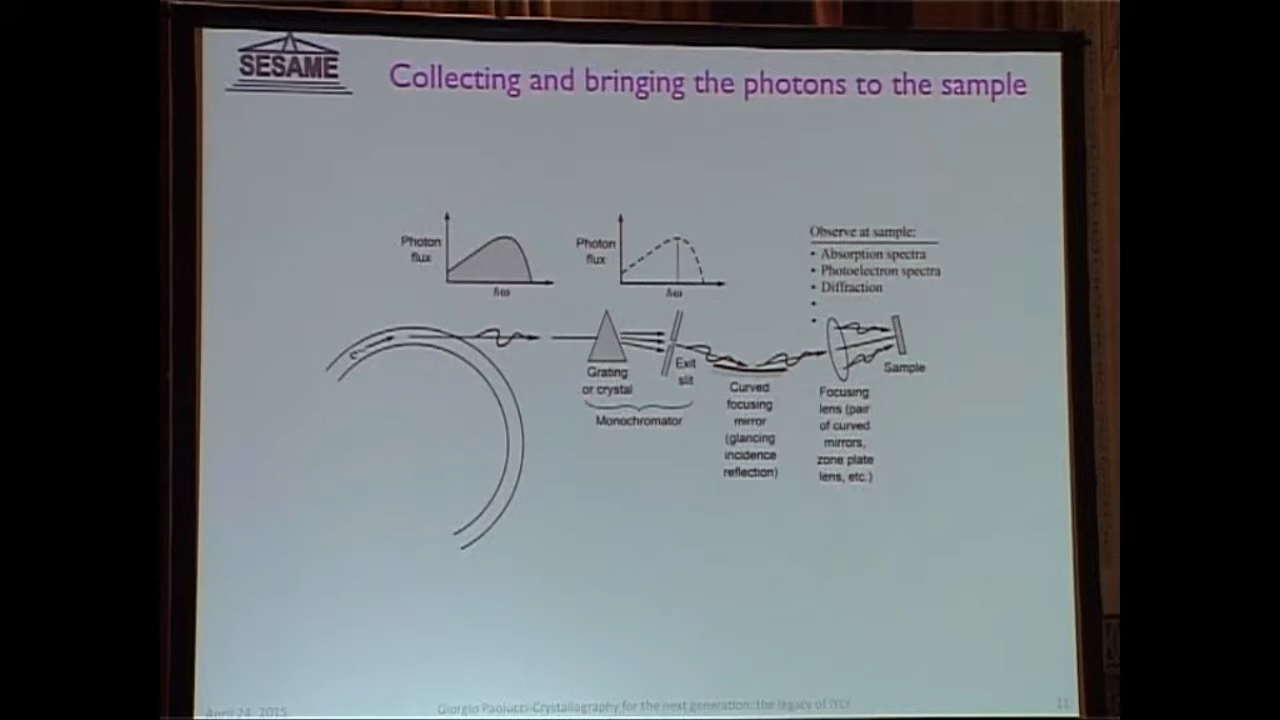 SESAME
Collecting and bringing the photons to the sample
Photon
flux
ħω
Photon
flux
ħω
Observe at sample:
• Absorption spectra
• Photoelectron spectra
• Diffraction
•
•
e-
Grating
or crystal
Exit
slit
Monochromator
Curved
focusing
mirror
(glancing
incidence
reflection)
Focusing
lens (pair
of curved
mirrors,
zone plate
lens, etc.)
Sample
April 24, 2015
Giorgio Paolucci-Crystallography for the next generation: the legacy of IYCr
11